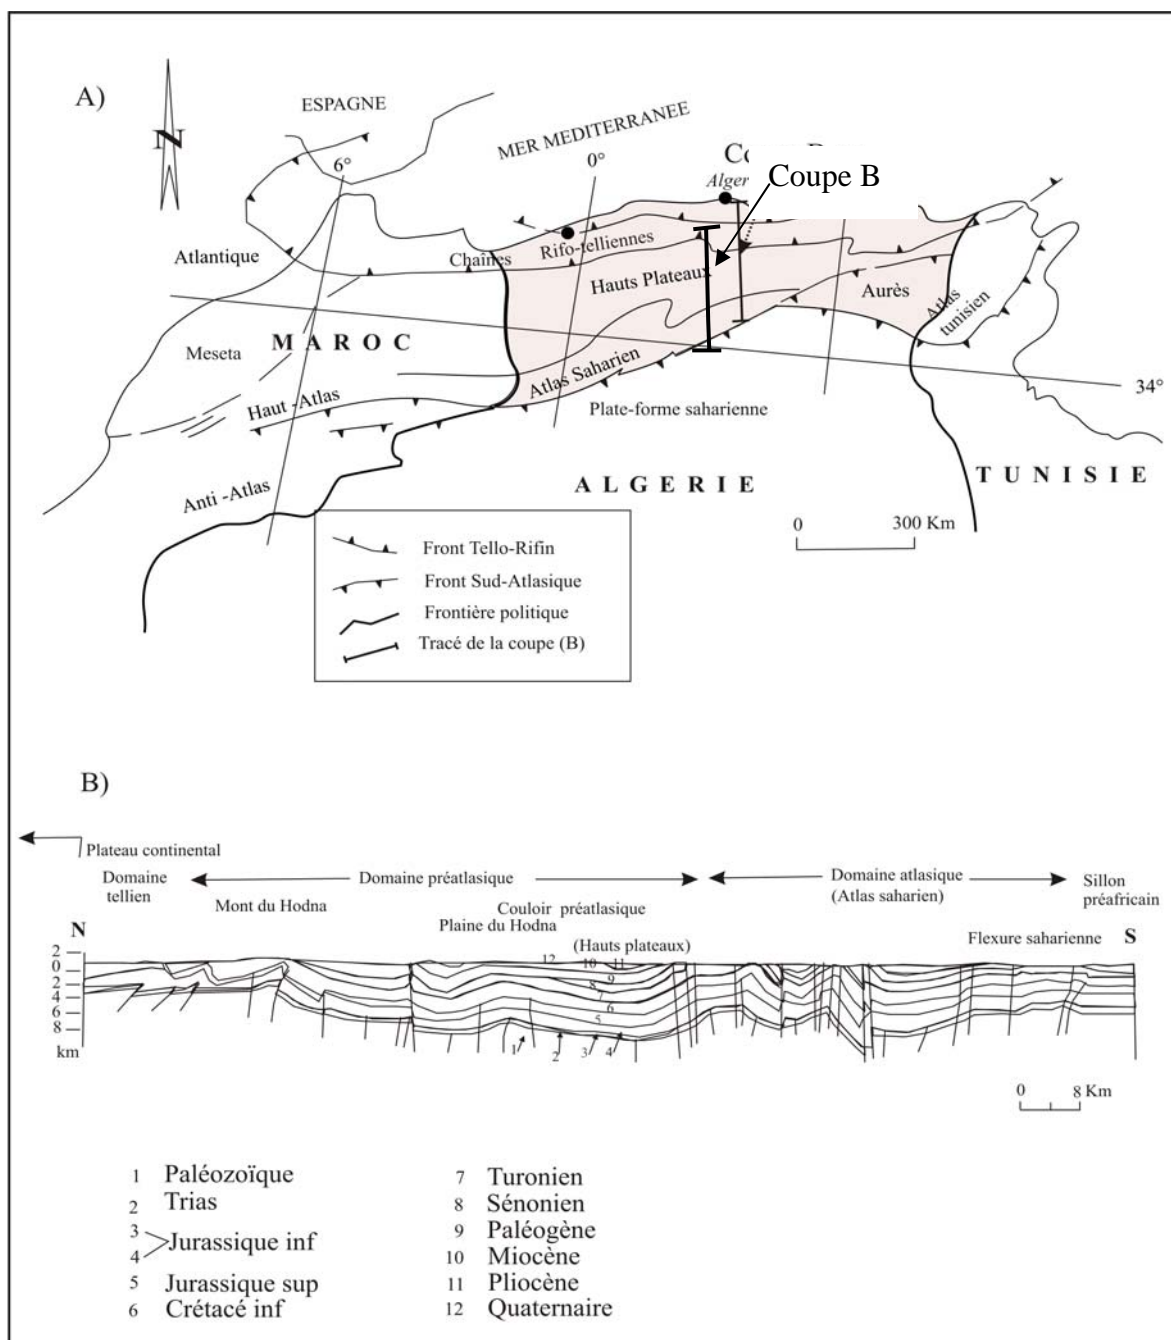 A)
N
ESPAGNE
MER MEDITERRANEE
6°
0°
Coupe B
Atlantique
Chaînes
Rifo-telliennes
Hauts Plateaux
Aurès
Atlas
tunisien
Meseta
MAROC
Haut -Atlas
Atlas Saharien
34°
Plate-forme saharienne
Anti -Atlas
ALGERIE
TUNISIE
0 300 Km
Front Tello-Rifin
Front Sud-Atlasique
Frontière politique
Tracé de la coupe (B)
B)
Plateau continental
Domaine
tellien
Domaine préatlasique
Domaine atlasique
(Atlas saharien)
Sillon
préafricain
Mont du Hodna
Couloir préatlasique
Plaine du Hodna
(Hauts plateaux)
Flexure saharienne
N
S
2
0
2
4
6
8
km
12 10 11
9
8
7
6
5
1 2 3 4
0 8 Km
1 Paléozoïque
2 Trias
3
4
Jurassique inf
5 Jurassique sup
6 Crétacé inf
7 Turonien
8 Sénonien
9 Paléogène
10 Miocène
11 Pliocène
12 Quaternaire